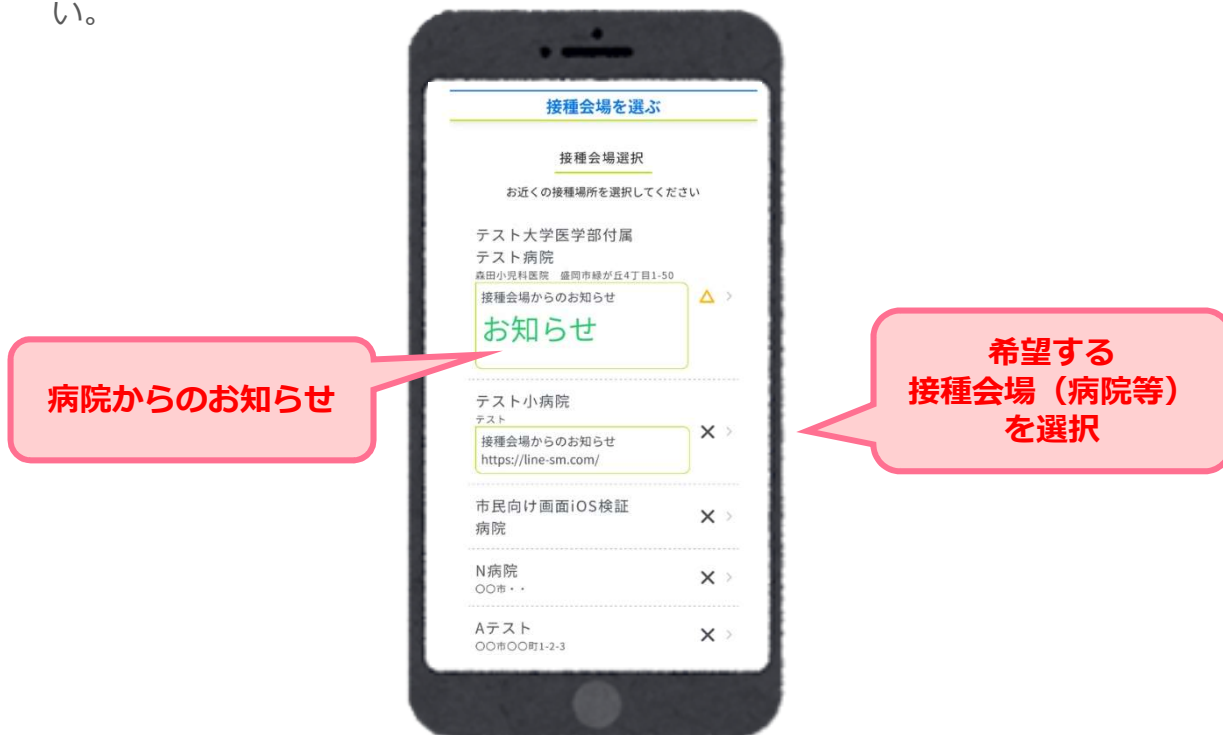 い。
接種会場を選ぶ
接種会場選択
お近くの接種場所を選択してください
テスト大学医学部付属
テスト病院
森田小児科医院 盛岡市緑が丘4丁目1-50
接種会場からのお知らせ
お知らせ
病院からのお知らせ
希望する
接種会場（病院等）
を選択
テスト小病院
テスト
接種会場からのお知らせ
https://line-sm.com/
市民向け画面iOS検証
病院
N病院
〇〇市・・
Aテスト
〇〇市〇〇町1-2-3